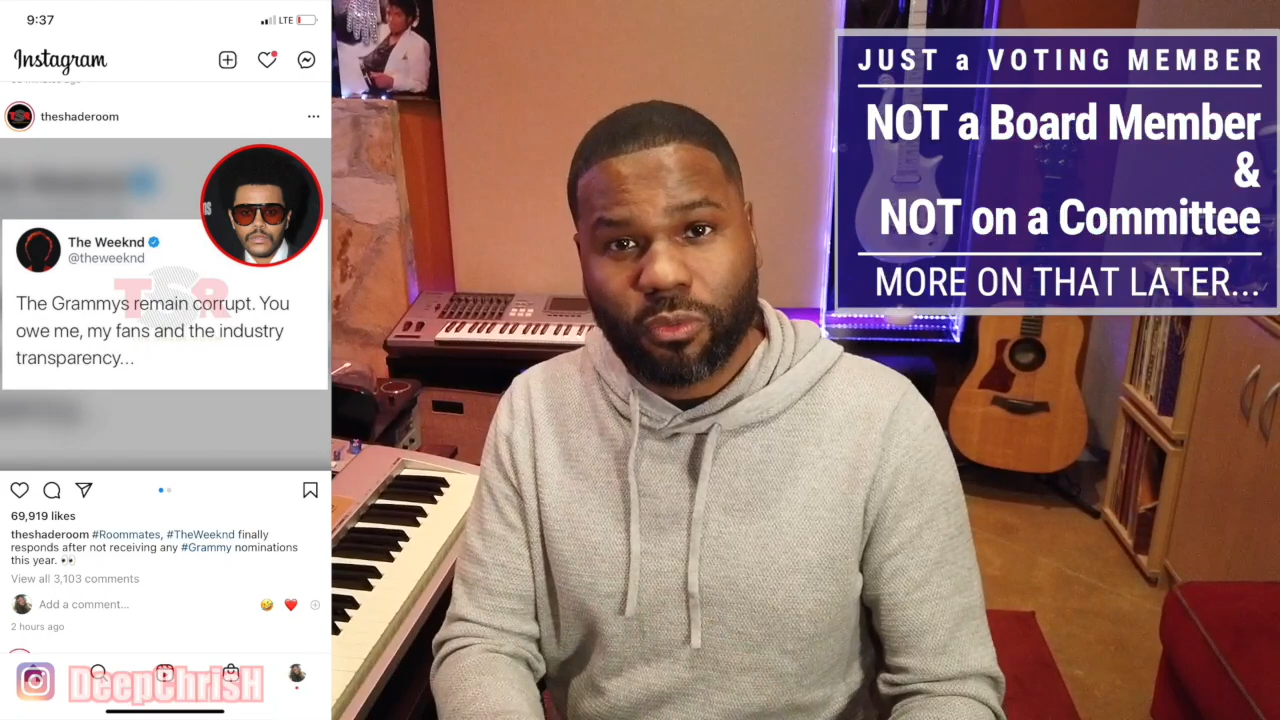 9:37
LTE
Instagram
theshaderoom
The Weeknd
@theweeknd
TSR
The Grammys remain corrupt. You
owe me, my fans and the industry
transparency...
69,919 likes
theshaderoom #Roommates, #TheWeeknd finally
responds after not receiving any #Grammy nominations
this year. 👀
View all 3,103 comments
Add a comment...
2 hours ago
DeepChrisH
JUST a VOTING MEMBER
NOT a Board Member
&
NOT on a Committee
MORE ON THAT LATER...